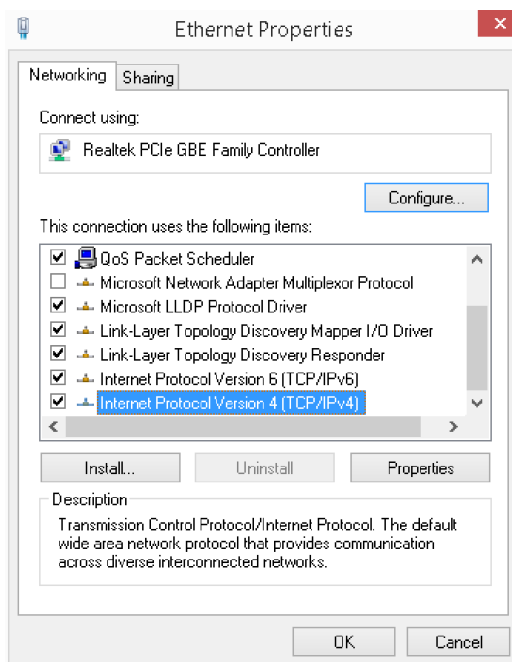 Ethernet Properties
Networking
Sharing
Connect using:
Realtek PCIe GBE Family Controller
Configure...
This connection uses the following items:
QoS Packet Scheduler
Microsoft Network Adapter Multiplexor Protocol
Microsoft LLDP Protocol Driver
Link-Layer Topology Discovery Mapper I/O Driver
Link-Layer Topology Discovery Responder
Internet Protocol Version 6 (TCP/IPv6)
Internet Protocol Version 4 (TCP/IPv4)
Install...
Uninstall
Properties
Description
Transmission Control Protocol/Internet Protocol. The default
wide area network protocol that provides communication
across diverse interconnected networks.
OK
Cancel